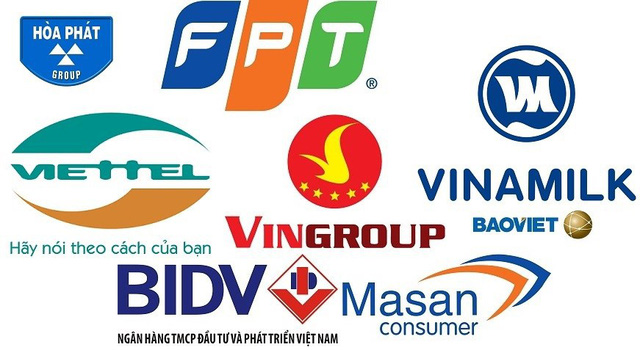 HÒA PHÁT
GROUP
FPT
®
VM
VIETTEL
Hãy nói theo cách của bạn
VINGROUP
VINAMILK
BAOVIET
BIDV
NGÂN HÀNG TMCP ĐẦU TƯ VÀ PHÁT TRIỂN VIỆT NAM
Masan
consumer